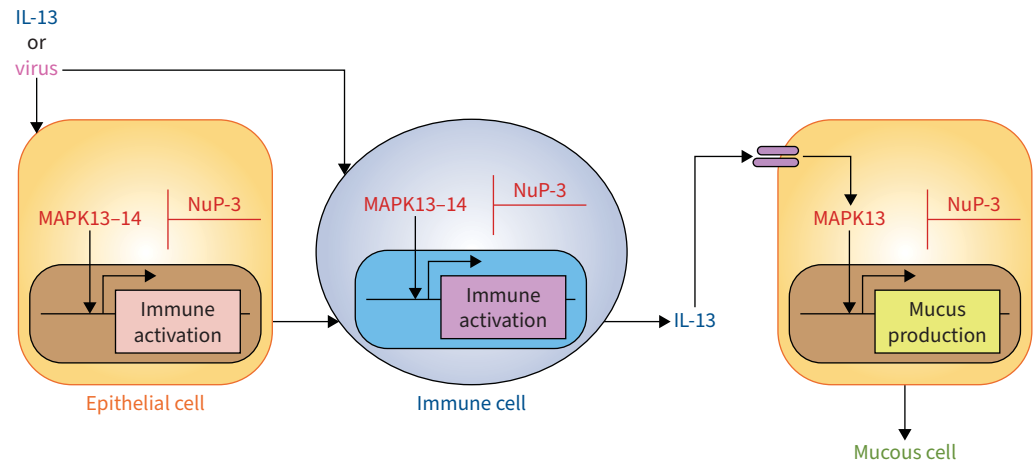 IL-13
or
virus
MAPK13–14
NuP-3
Immune
activation
Epithelial cell
MAPK13–14
NuP-3
Immune
activation
Immune cell
IL-13
MAPK13
NuP-3
Mucus
production
Mucous cell